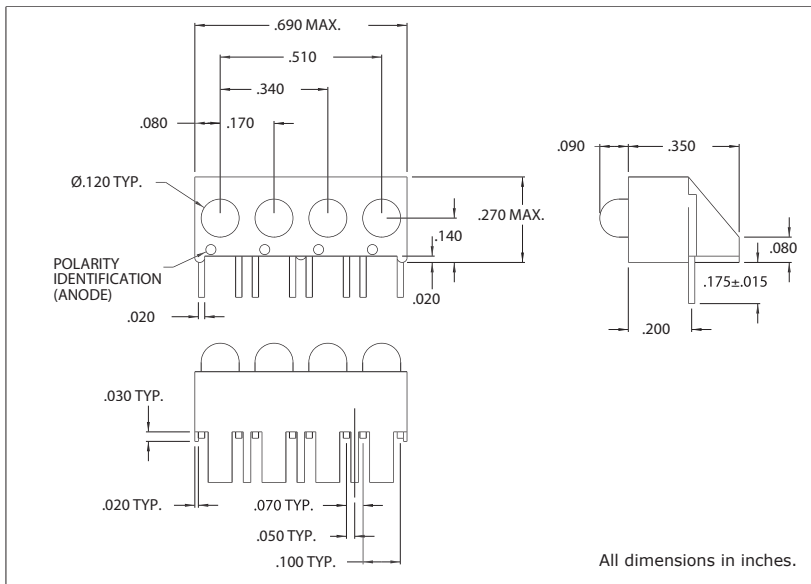 .690 MAX.
.510
.340
.080
.170
.090
.350
Ø.120 TYP.
.270 MAX.
.140
.080
POLARITY
IDENTIFICATION
(ANODE)
.175±.015
.020
.020
.200
.030 TYP.
.020 TYP.
.070 TYP.
.050 TYP.
.100 TYP.
All dimensions in inches.